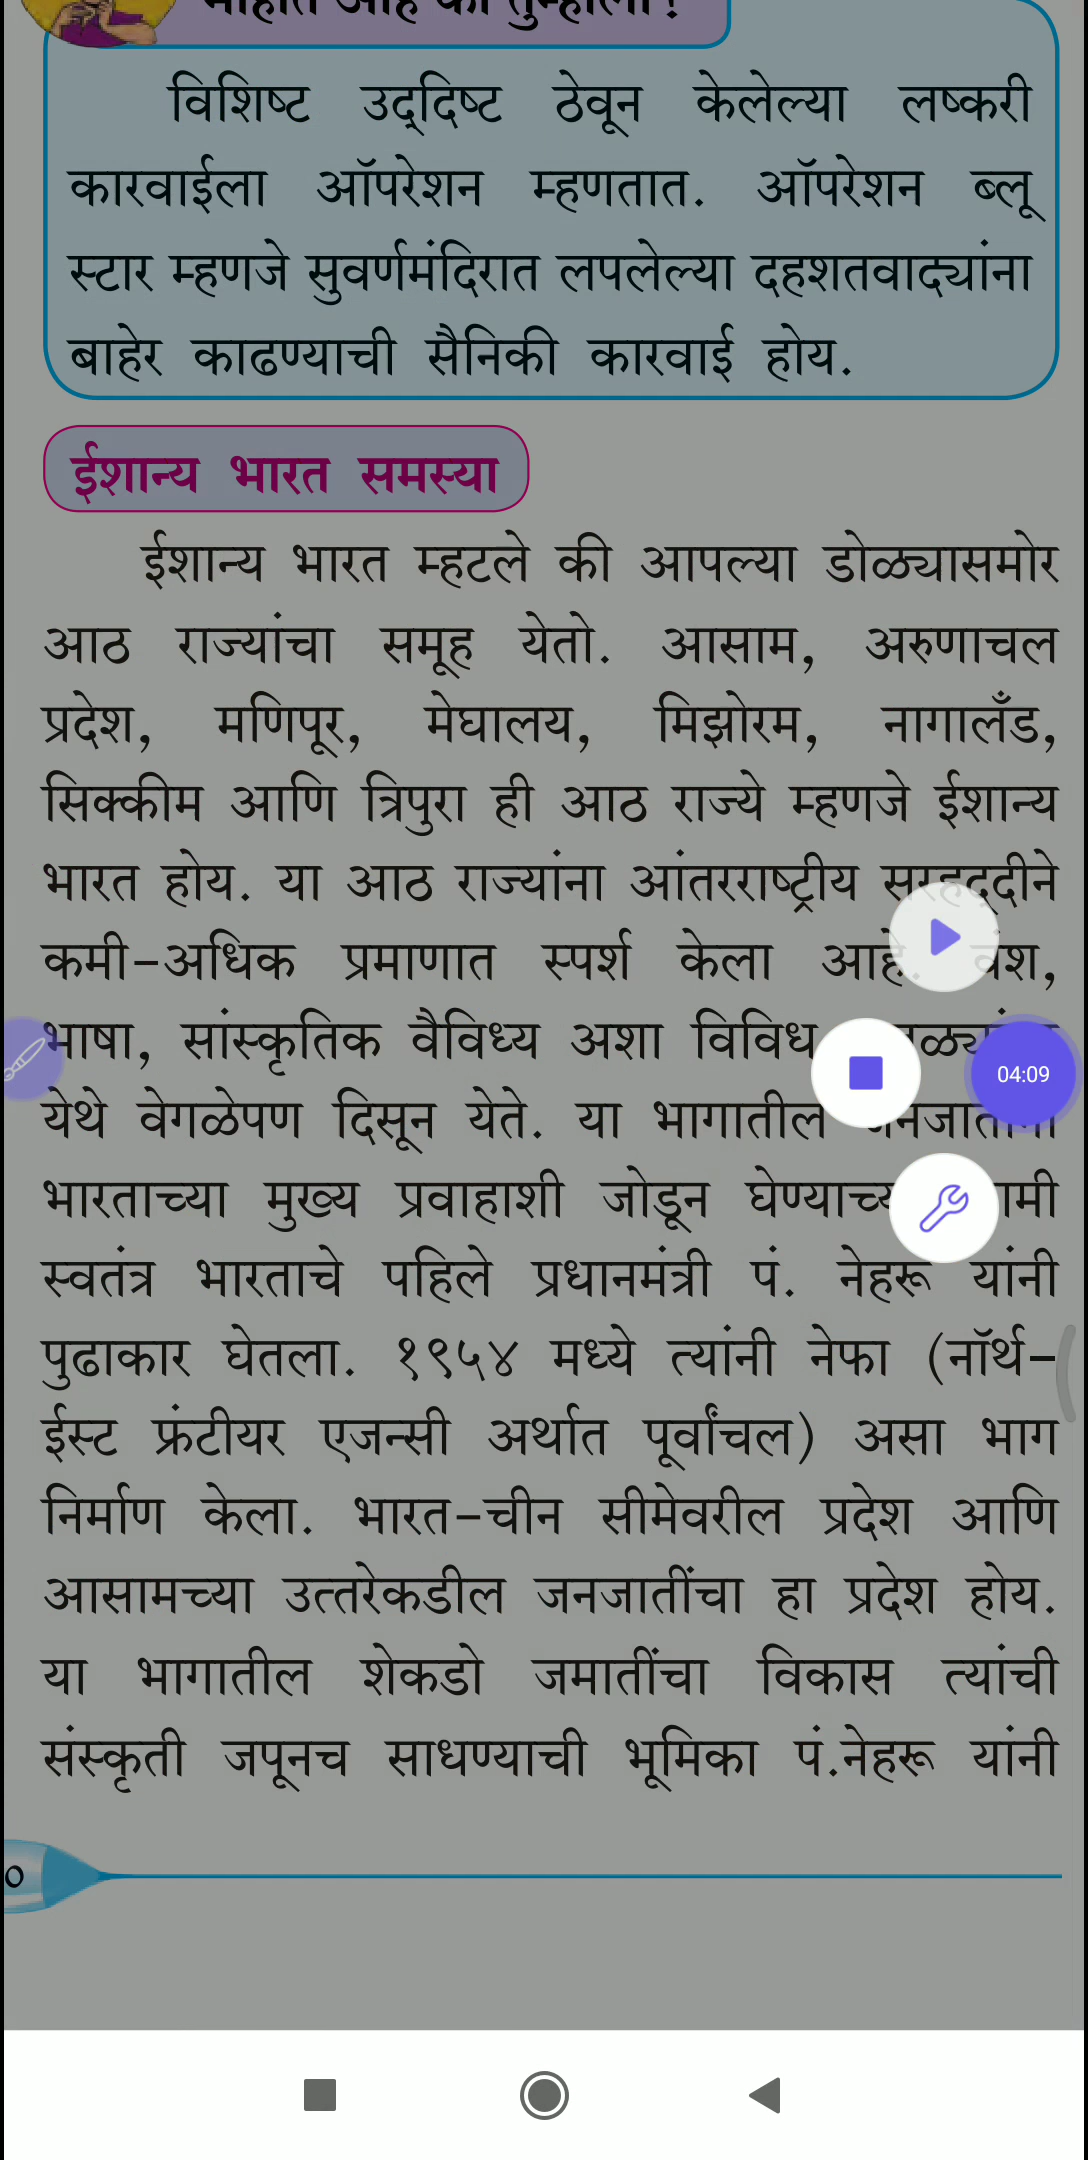 माहीत आहे का तुम्हांला?
विशिष्ट उद्‌दिष्ट ठेवून केलेल्या लष्करी
कारवाईला ऑपरेशन म्हणतात. ऑपरेशन ब्लू
स्टार म्हणजे सुवर्णमंदिरात लपलेल्या दहशतवाद्यांना
बाहेर काढण्याची सैनिकी कारवाई होय.
ईशान्य भारत समस्या
ईशान्य भारत म्हटले की आपल्या डोळ्यासमोर
आठ राज्यांचा समूह येतो. आसाम, अरुणाचल
प्रदेश, मणिपूर, मेघालय, मिझोरम, नागालँड,
सिक्कीम आणि त्रिपुरा ही आठ राज्ये म्हणजे ईशान्य
भारत होय. या आठ राज्यांना आंतरराष्ट्रीय सरहद्‌दीने
कमी-अधिक प्रमाणात स्पर्श केला आहे. वंश,
भाषा, सांस्कृतिक वैविध्य अशा विविध
04:09
येथे वेगळेपण दिसून येते. या भागातील
भारताच्या मुख्य प्रवाहाशी जोडून घेण्याच्या
स्वतंत्र भारताचे पहिले प्रधानमंत्री पं. नेहरू यांनी
पुढाकार घेतला. १९५४ मध्ये त्यांनी नेफा (नॉर्थ-
ईस्ट फ्रंटीयर एजन्सी अर्थात पूर्वांचल) असा भाग
निर्माण केला. भारत-चीन सीमेवरील प्रदेश आणि
आसामच्या उत्तरेकडील जनजातींचा हा प्रदेश होय.
या भागातील शेकडो जमातींचा विकास त्यांची
संस्कृती जपूनच साधण्याची भूमिका पं.नेहरू यांनी
०